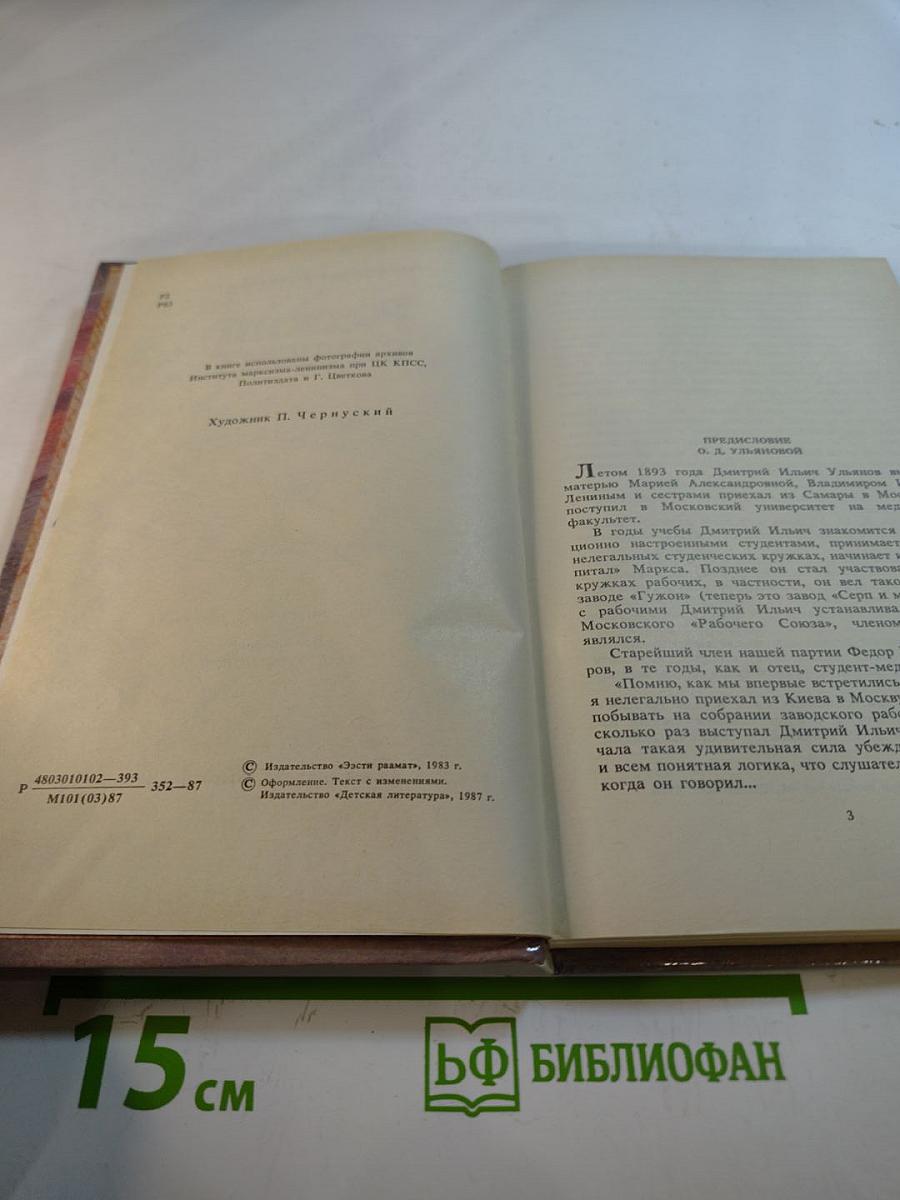 Р2
Р83
В книге использованы фотографии архивов
Института марксизма-ленинизма при ЦК КПСС,
Политиздата и Г. Цветкова
Художник П. Чернуский
Р 4803010102—393
М101(03)87
352—87
© Издательство «Ээсти раамат», 1983 г.
© Оформление. Текст с изменениями.
Издательство «Детская литература», 1987 г.
ПРЕДИСЛОВИЕ
О. Д. УЛЬЯНОВОЙ
Летом 1893 года Дмитрий Ильич Ульянов в
матерью Марией Александровной, Владимиром И
Лениным и сестрами приехал из Самары в Мос
поступил в Московский университет на мед
факультет.
В годы учебы Дмитрий Ильич знакомится
ционно настроенными студентами, принимает
нелегальных студенческих кружках, начинает и
питал» Маркса. Позднее он стал участвова
кружках рабочих, в частности, он вел тако
заводе «Гужон» (теперь это завод «Серп и м
с рабочими Дмитрий Ильич устанавлива
Московского «Рабочего Союза», членом
являлся.
Старейший член нашей партии Федор
ров, в те годы, как и отец, студент-мед
«Помню, как мы впервые встретились
я нелегально приехал из Киева в Москву
побывать на собрании заводского рабо
сколько раз выступал Дмитрий Ильич
чала такая удивительная сила убежд
и всем понятная логика, что слушател
когда он говорил...
3
15 см
БФ БИБЛИОФАН